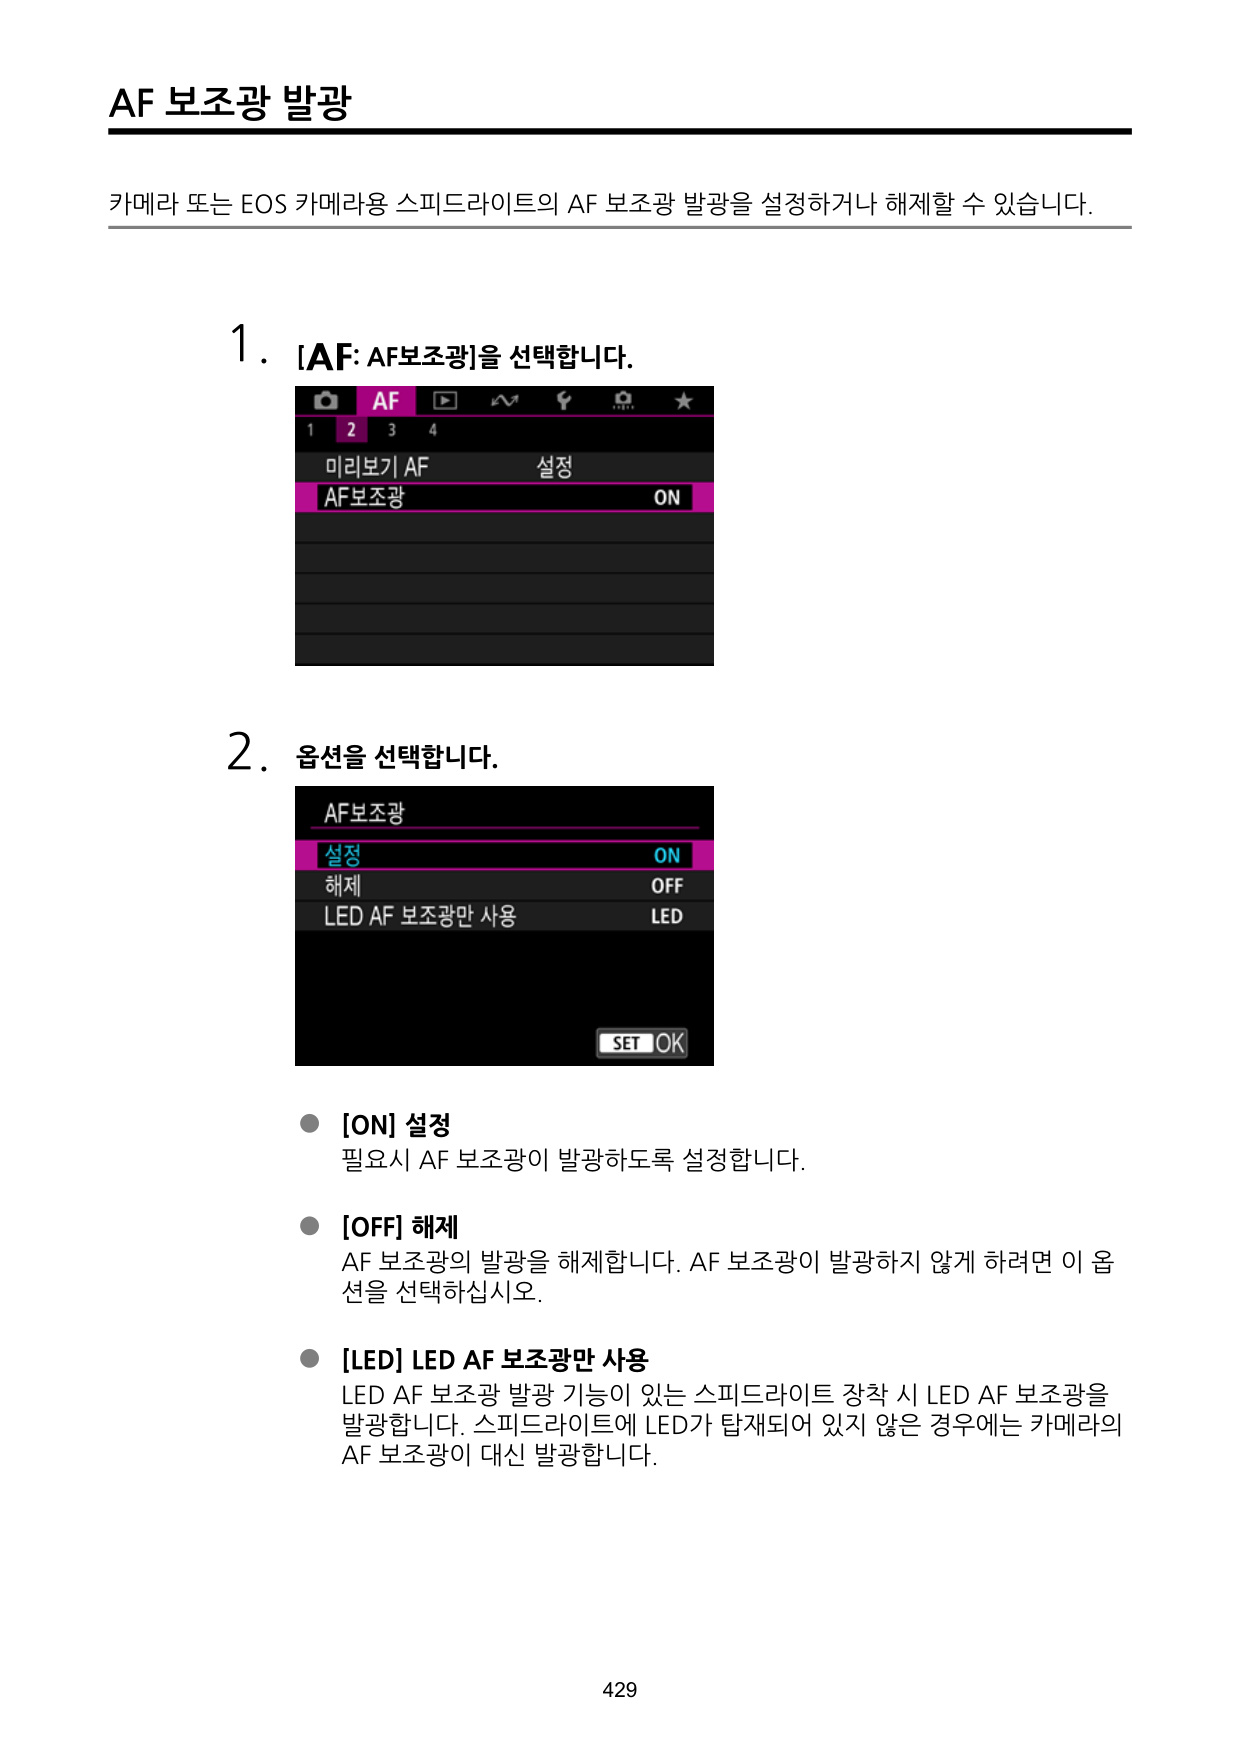 AF 보조광 발광
카메라 또는 EOS 카메라용 스피드라이트의 AF 보조광 발광을 설정하거나 해제할 수 있습니다.
1. [AF: AF보조광]을 선택합니다.
AF
1 2 3 4
미리보기 AF 설정
AF보조광 ON
2. 옵션을 선택합니다.
AF보조광
설정 ON
해제 OFF
LED AF 보조광만 사용 LED
SET OK
● [ON] 설정
필요시 AF 보조광이 발광하도록 설정합니다.
● [OFF] 해제
AF 보조광의 발광을 해제합니다. AF 보조광이 발광하지 않게 하려면 이 옵
션을 선택하십시오.
● [LED] LED AF 보조광만 사용
LED AF 보조광 발광 기능이 있는 스피드라이트 장착 시 LED AF 보조광을
발광합니다. 스피드라이트에 LED가 탑재되어 있지 않은 경우에는 카메라의
AF 보조광이 대신 발광합니다.
429